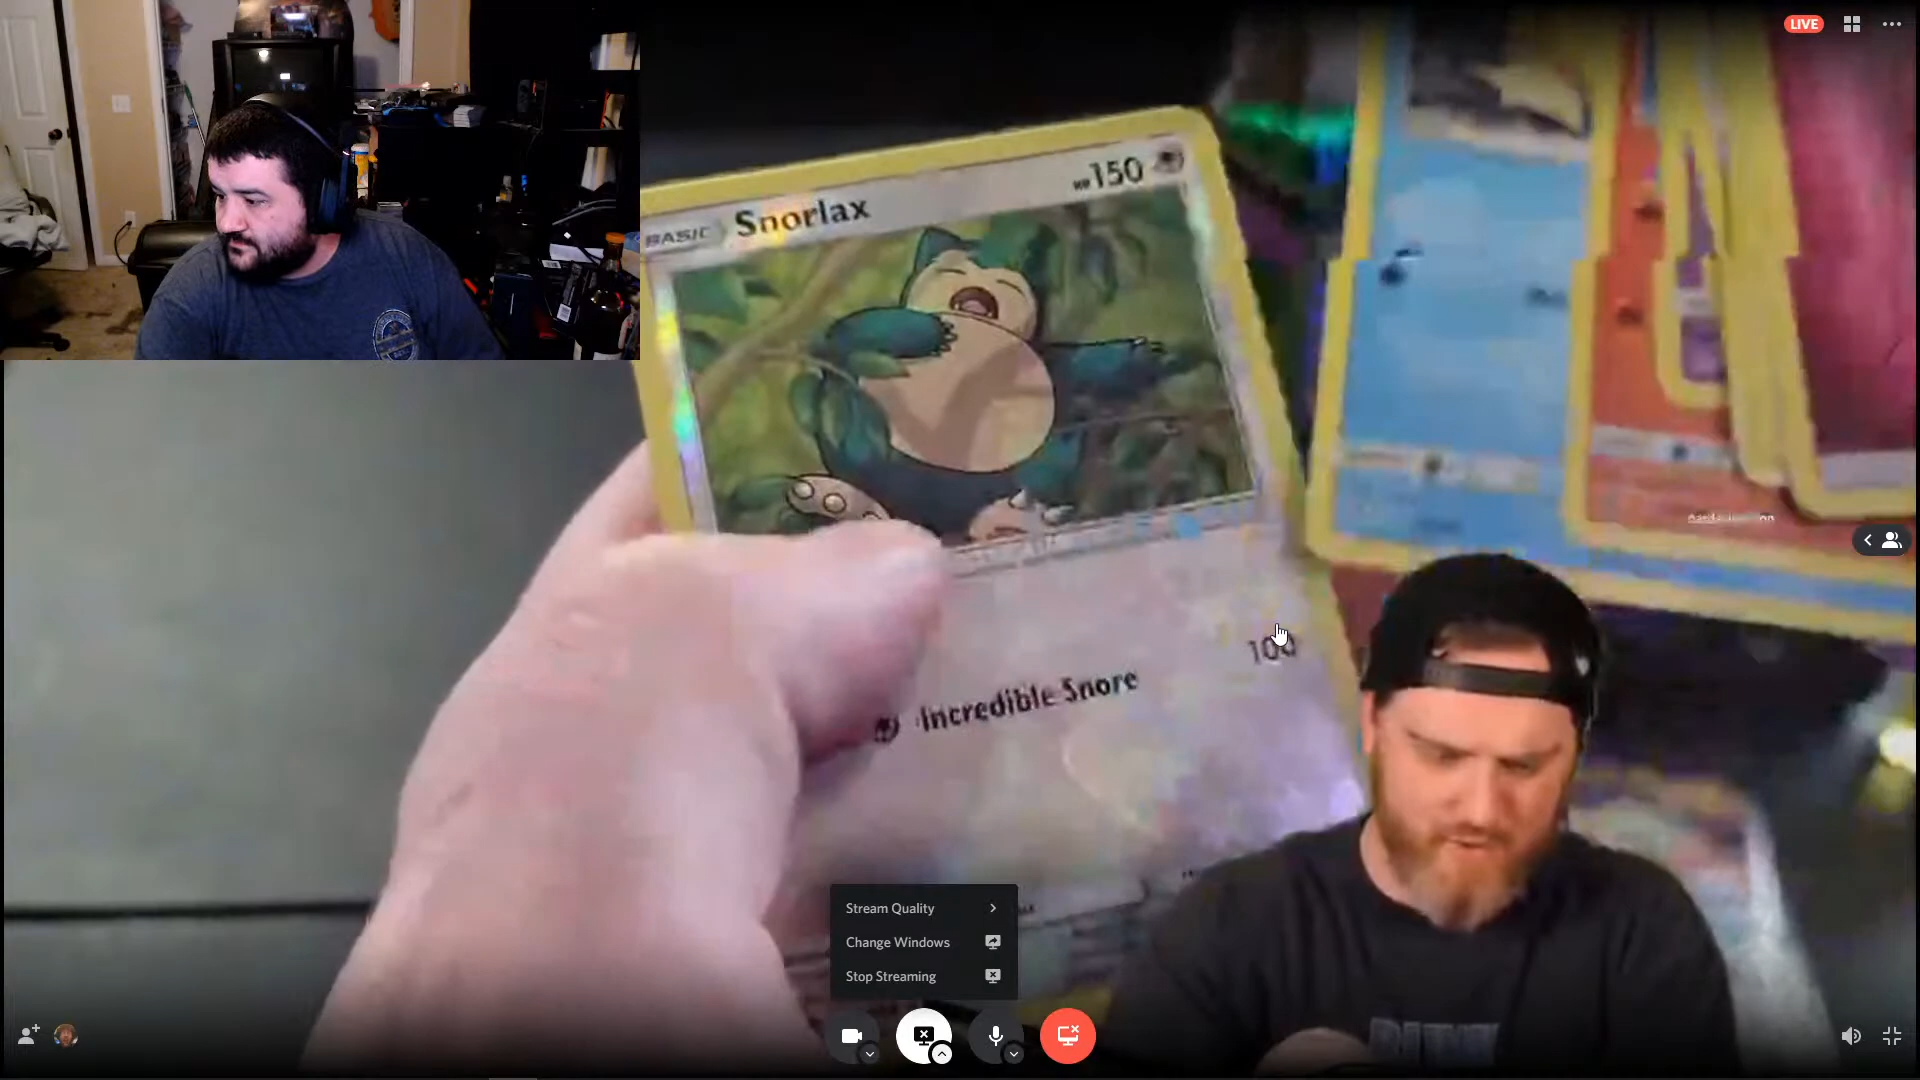 LIVE
BASIC Snorlax HP150
100
Incredible Snore
Stream Quality
Change Windows
Stop Streaming